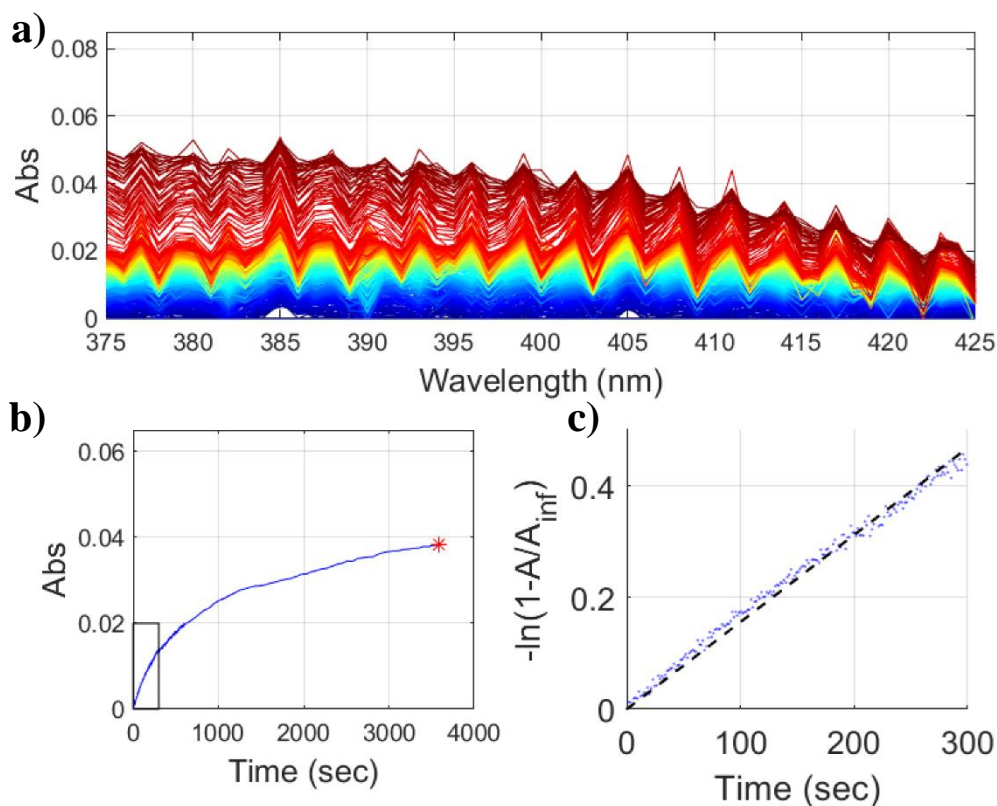 a)
0.08
0.06
0.04
0.02
0
Abs
375 380 385 390 395 400 405 410 415 420 425
Wavelength (nm)
b)
0.06
0.04
0.02
0
Abs
0 1000 2000 3000 4000
Time (sec)
c)
0.4
0.2
0
-ln(1-A/A_inf)
0 100 200 300
Time (sec)